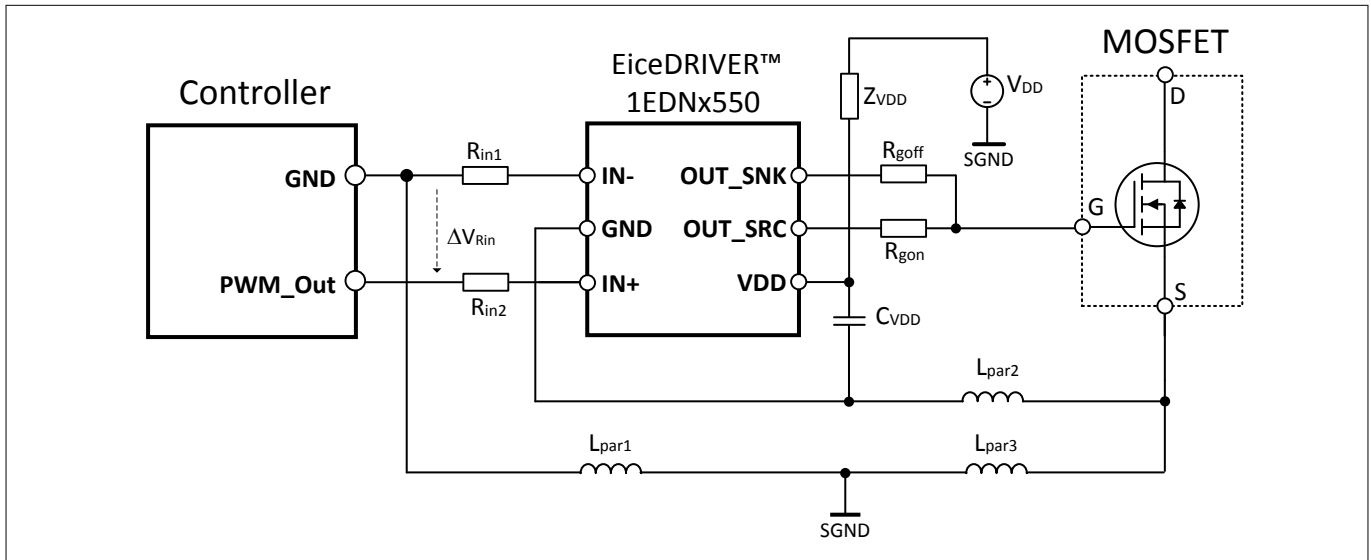 Controller
EiceDRIVER™
1EDNx550
MOSFET
ZVDD
VDD
+
−
SGND
D
GND
Rin1
IN-
OUT_SNK
Rgoff
GND
OUT_SRC
Rgon
G
ΔVRin
PWM_Out
Rin2
IN+
VDD
S
CVDD
Lpar2
Lpar1
Lpar3
SGND